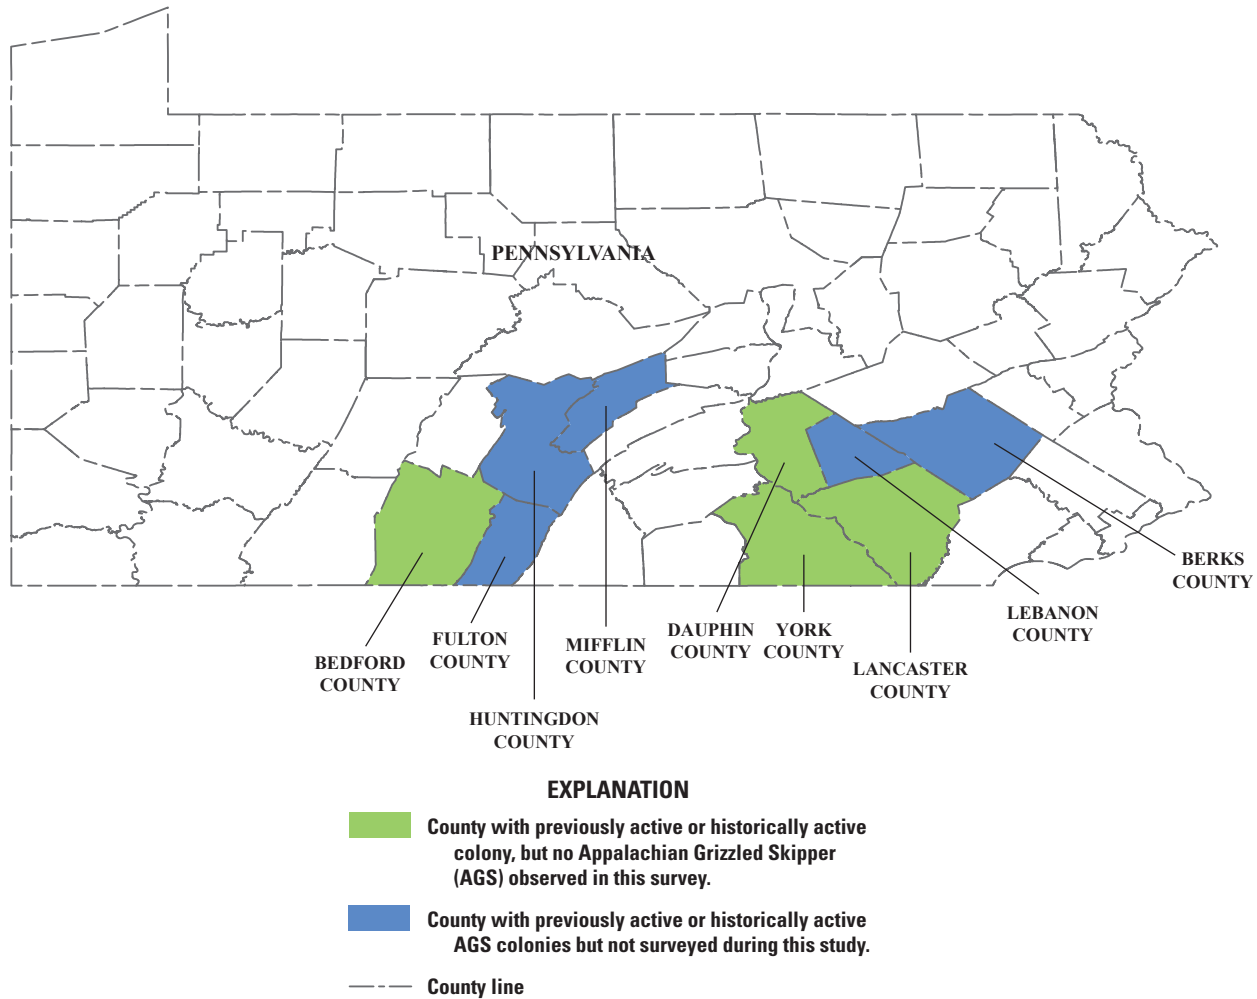 PENNSYLVANIA
BERKS
COUNTY
LEBANON
COUNTY
DAUPHIN
COUNTY
YORK
COUNTY
FULTON
COUNTY
MIFFLIN
COUNTY
BEDFORD
COUNTY
LANCASTER
COUNTY
HUNTINGDON
COUNTY
EXPLANATION
County with previously active or historically active
colony, but no Appalachian Grizzled Skipper
(AGS) observed in this survey.
County with previously active or historically active
AGS colonies but not surveyed during this study.
County line